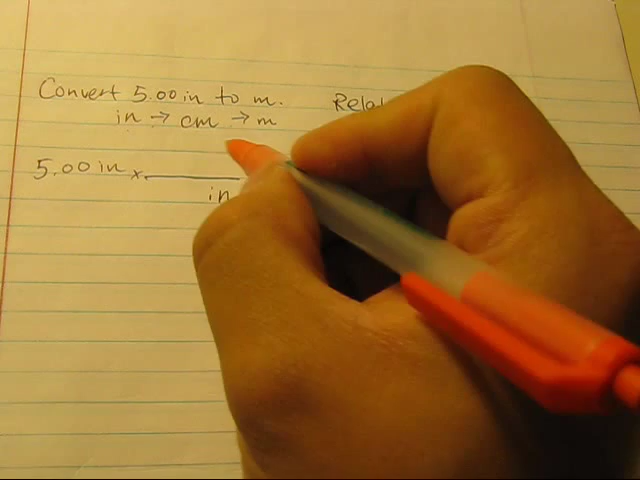 Convert 5.00 in to m.
in → cm → m
5.00 in x
in